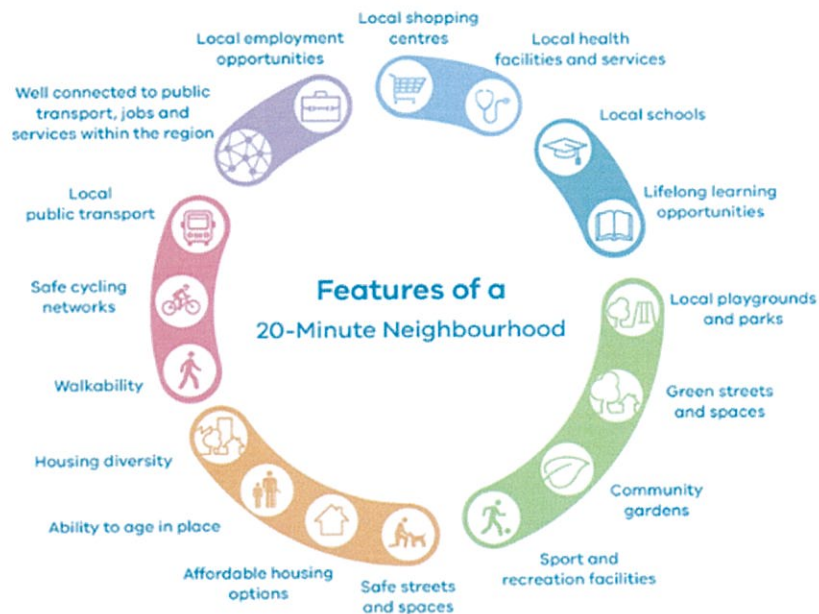 Features of a
20-Minute Neighbourhood
Local shopping
centres
Local health
facilities and services
Local schools
Lifelong learning
opportunities
Local playgrounds
and parks
Green streets
and spaces
Community
gardens
Sport and
recreation facilities
Safe streets
and spaces
Affordable housing
options
Ability to age in place
Housing diversity
Walkability
Safe cycling
networks
Local
public transport
Well connected to public
transport, jobs and
services within the region
Local employment
opportunities